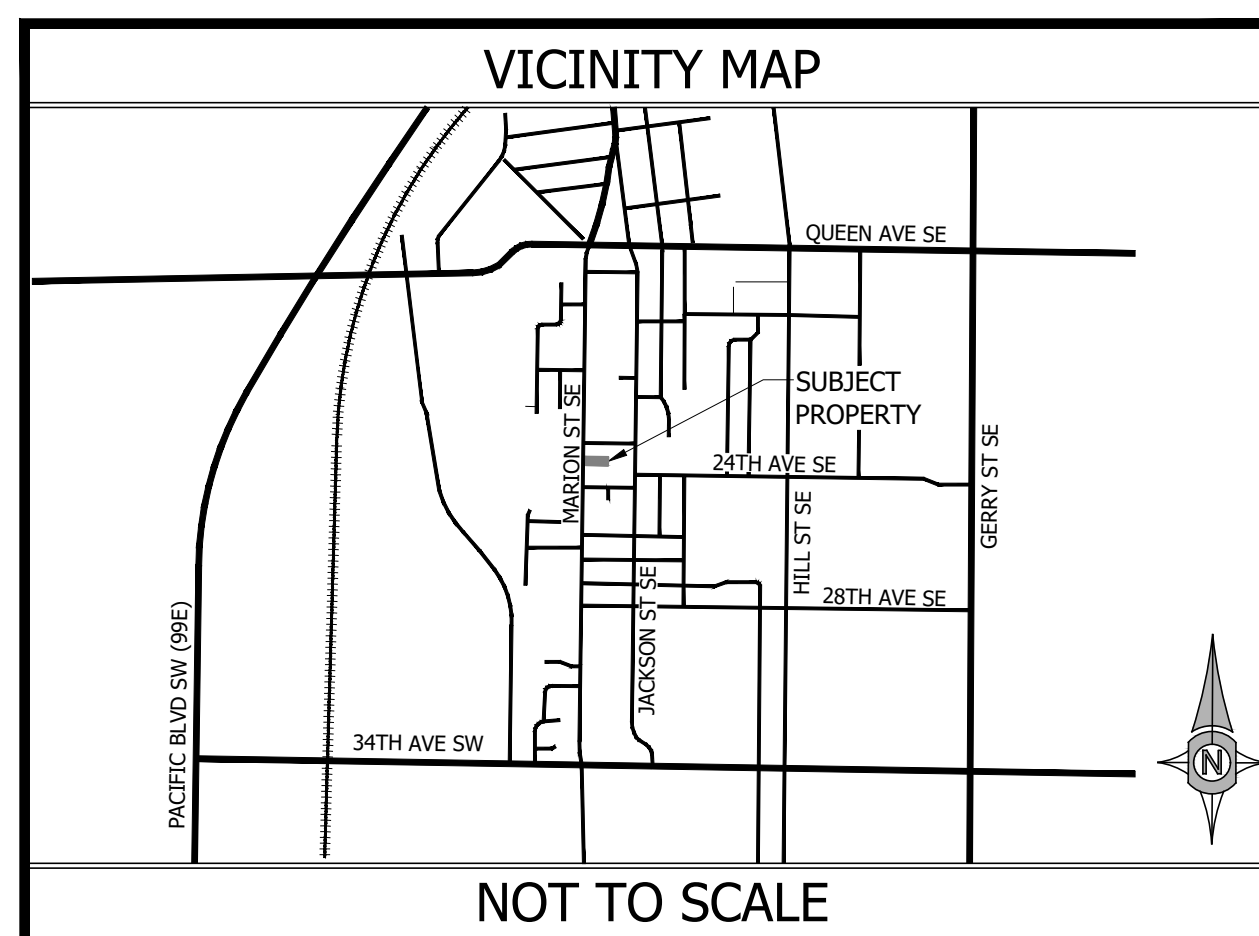 VICINITY MAP
QUEEN AVE SE
SUBJECT
PROPERTY
MARION ST SE
24TH AVE SE
GERRY ST SE
HILL ST SE
28TH AVE SE
JACKSON ST SE
PACIFIC BLVD SW (99E)
34TH AVE SW
N
NOT TO SCALE